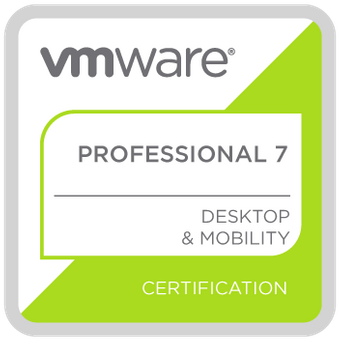 vmware®
PROFESSIONAL 7
DESKTOP
& MOBILITY
CERTIFICATION